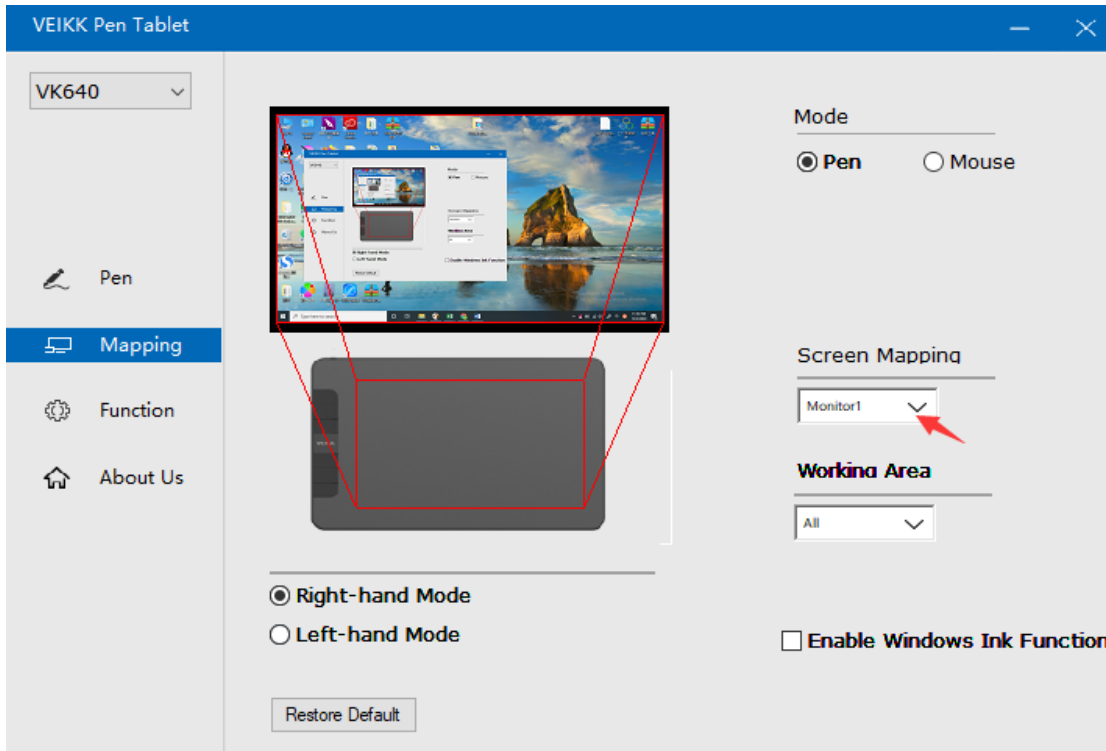 VEIKK Pen Tablet
VK640
Pen
Mapping
Function
About Us
Right-hand Mode
Left-hand Mode
Restore Default
Mode
Pen
Mouse
Screen Mapping
Monitor1
Working Area
All
Enable Windows Ink Function